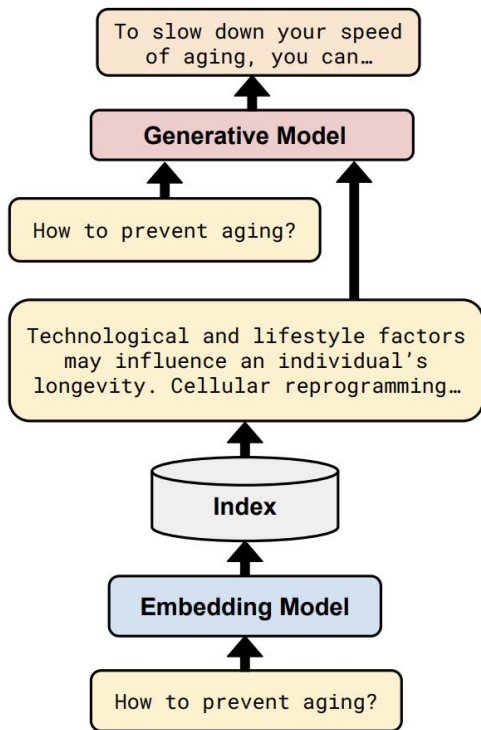 To slow down your speed
of aging, you can…
Generative Model
How to prevent aging?
Technological and lifestyle factors
may influence an individual’s
longevity. Cellular reprogramming…
Index
Embedding Model
How to prevent aging?